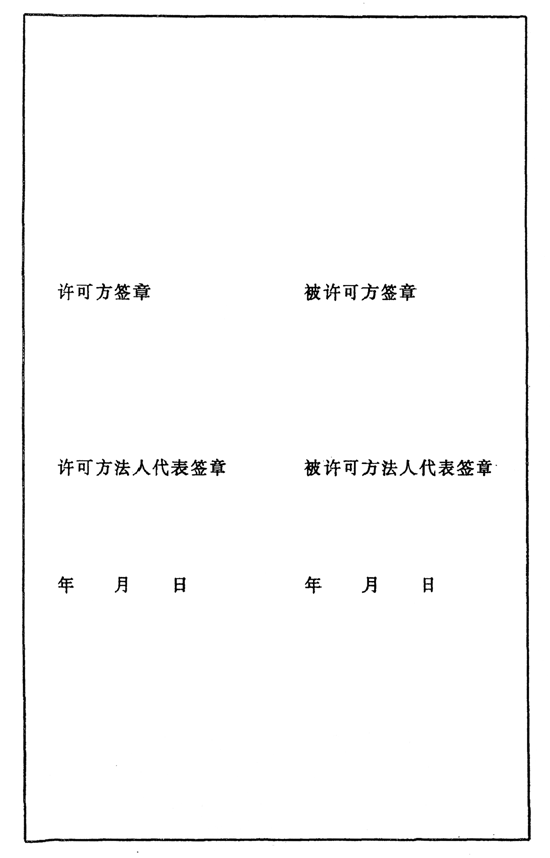 许可方签章 被许可方签章
许可方法人代表签章 被许可方法人代表签章
年 月 日 年 月 日